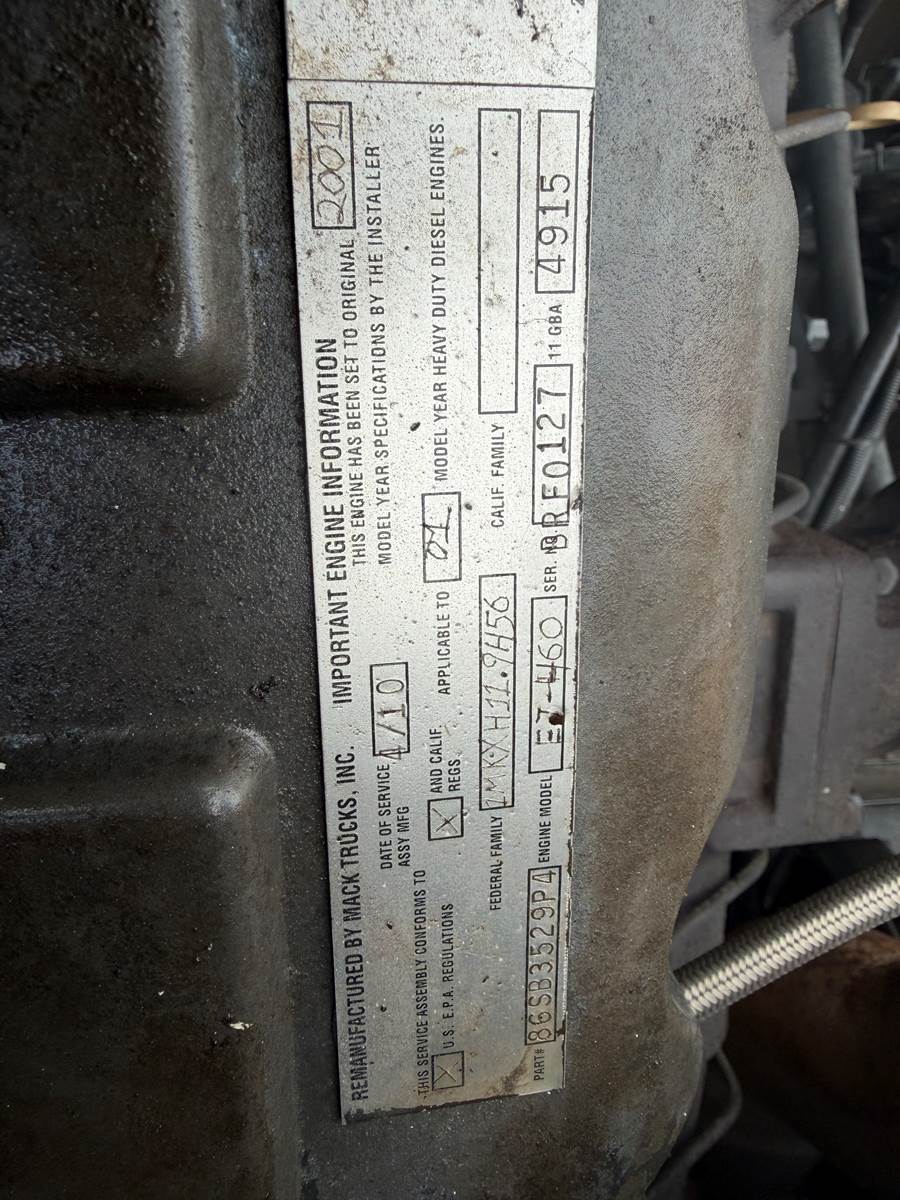 REMANUFACTURED BY MACK TRUCKS, INC. IMPORTANT ENGINE INFORMATION
DATE OF SERVICE 4/10 THIS ENGINE HAS BEEN SET TO ORIGINAL 2001
ASSY MFG MODEL YEAR SPECIFICATIONS BY THE INSTALLER
THIS SERVICE ASSEMBLY CONFORMS TO
X U.S. E.P.A. REGULATIONS X AND CALIF. REGS. APPLICABLE TO 01 MODEL YEAR HEAVY DUTY DIESEL ENGINES.
FEDERAL FAMILY 1MKXH11.9H56 CALIF. FAMILY
PART# 86SB3529P4 ENGINE MODEL E7-460 SER. NO. RF0127 11 GBA 4915